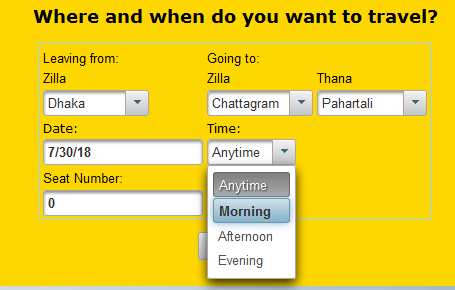 Where and when do you want to travel?
Leaving from: Going to:
Zilla Zilla Thana
Dhaka Chattagram Pahartali
Date: Time:
7/30/18 Anytime
Seat Number: Anytime
0 Morning
Afternoon
Evening